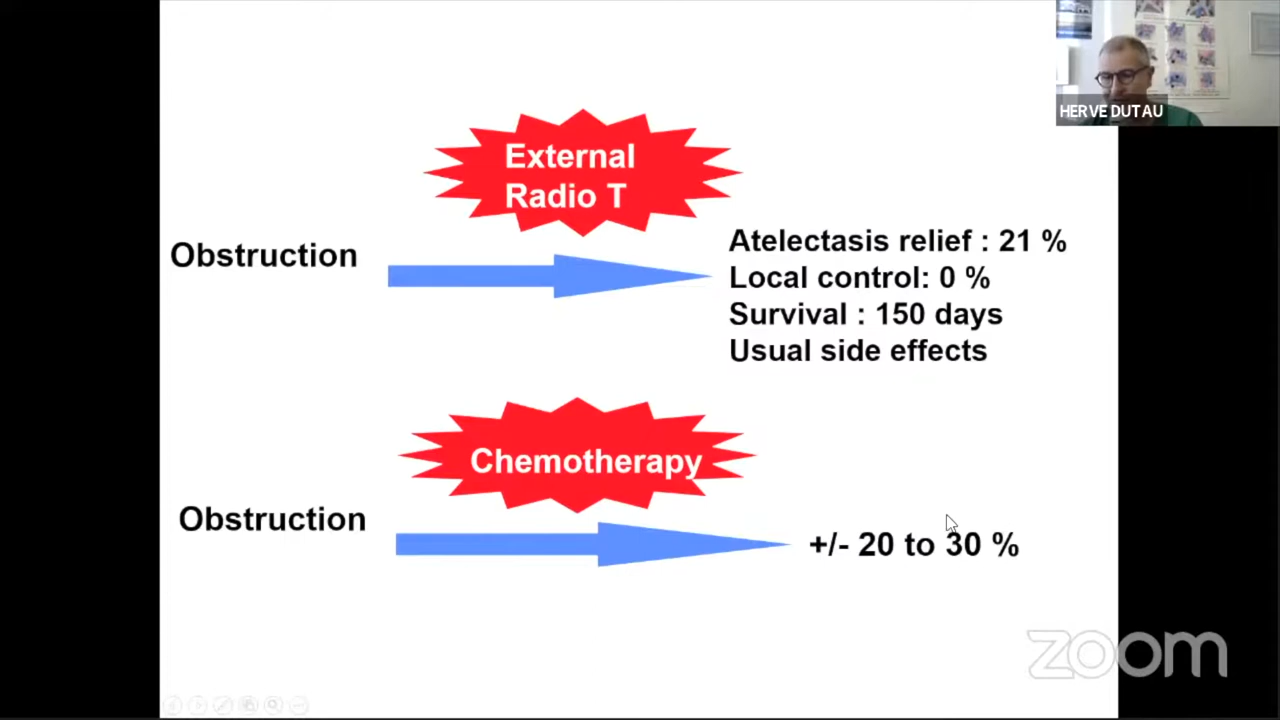 HERVE DUTAU
External
Radio T
Obstruction
Atelectasis relief : 21 %
Local control: 0 %
Survival : 150 days
Usual side effects
Chemotherapy
Obstruction
+/- 20 to 30 %
zoom